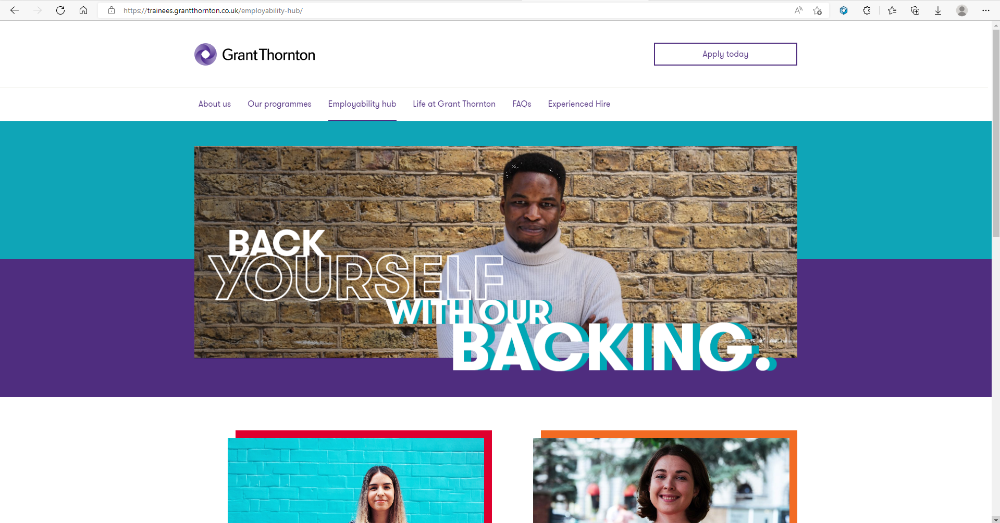 https://trainees.grantthornton.co.uk/employability-hub/
Grant Thornton
Apply today
About us
Our programmes
Employability hub
Life at Grant Thornton
FAQs
Experienced Hire
BACK
YOURSELF
WITH OUR
BACKING.